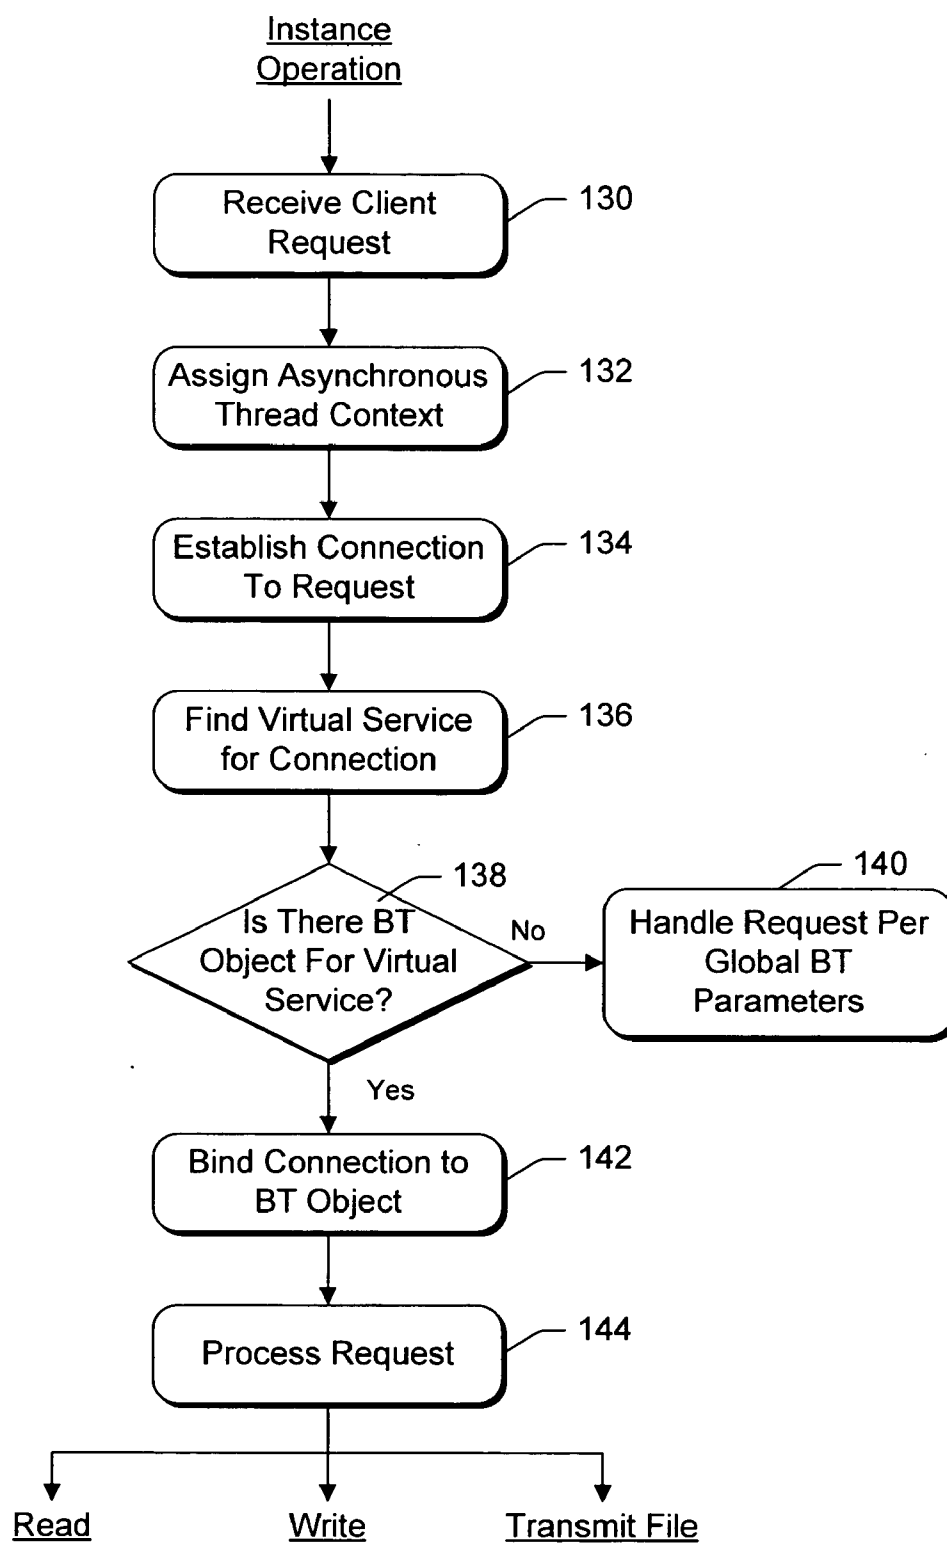 Instance
Operation
Receive Client
Request
130
Assign Asynchronous
Thread Context
132
Establish Connection
To Request
134
Find Virtual Service
for Connection
136
138
Is There BT
Object For Virtual
Service?
No
140
Handle Request Per
Global BT
Parameters
Yes
Bind Connection to
BT Object
142
Process Request
144
Read
Write
Transmit File